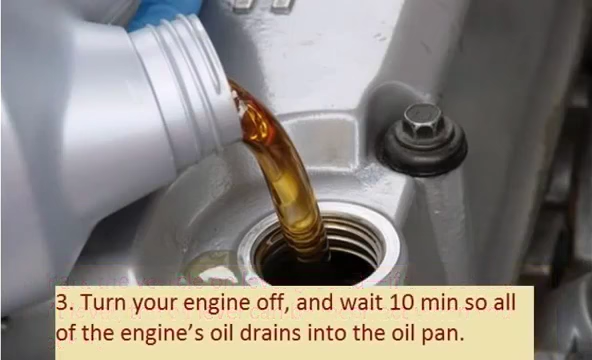 3. Turn your engine off, and wait 10 min so all
of the engine’s oil drains into the oil pan.